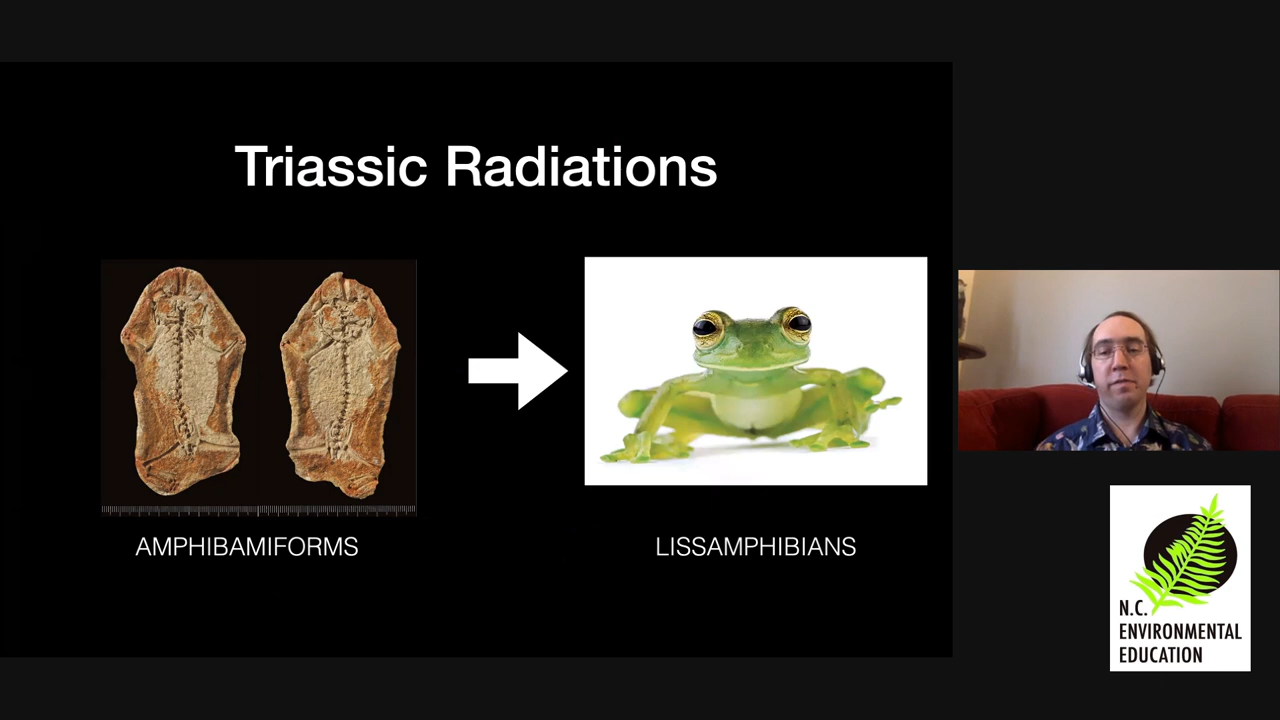 Triassic Radiations
AMPHIBAMIFORMS
LISSAMPHIBIANS
N.C.
ENVIRONMENTAL
EDUCATION